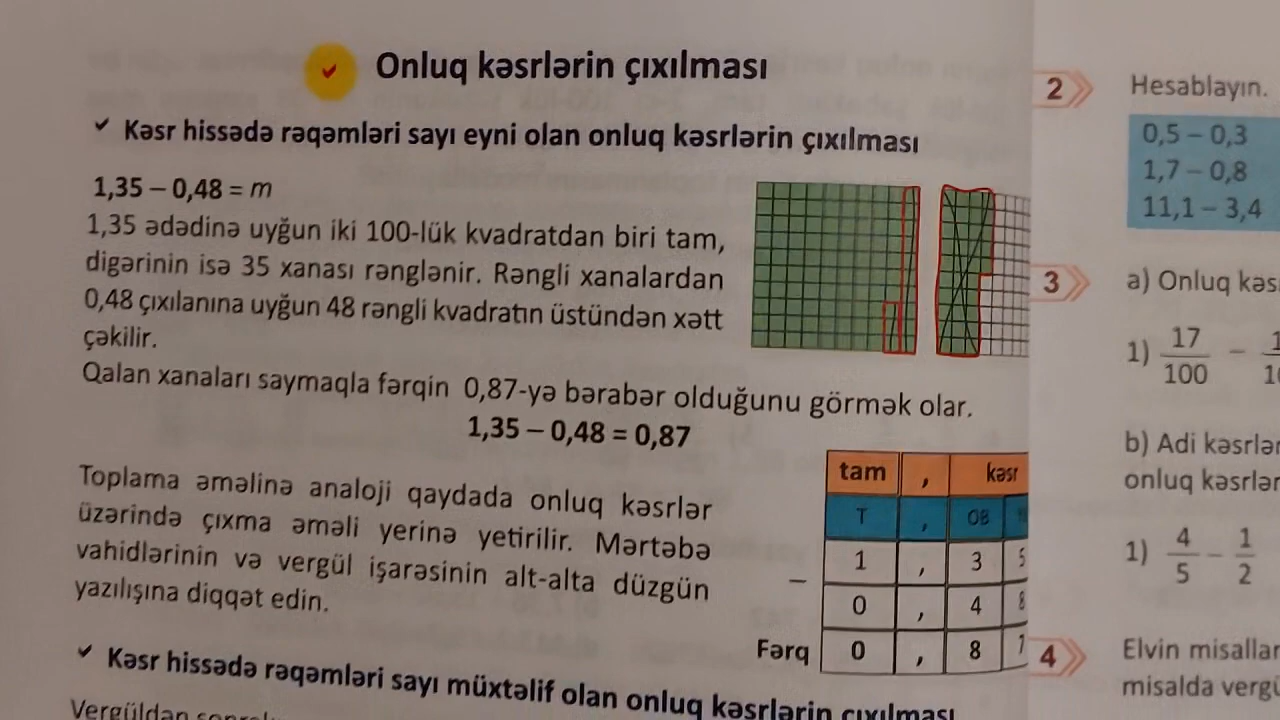 Onluq kəsrlərin çıxılması
Kəsr hissədə rəqəmləri sayı eyni olan onluq kəsrlərin çıxılması
1,35 – 0,48 = m
1,35 ədədinə uyğun iki 100-lük kvadratdan biri tam,
digərinin isə 35 xanası rənglənir. Rəngli xanalardan
0,48 çıxılanına uyğun 48 rəngli kvadratın üstündən xətt
çəkilir.
Qalan xanaları saymaqla fərqin 0,87-yə bərabər olduğunu görmək olar.
1,35 – 0,48 = 0,87
Toplama əməlinə analoji qaydada onluq kəsrlər
üzərində çıxma əməli yerinə yetirilir. Mərtəbə
vahidlərinin və vergül işarəsinin alt-alta düzgün
yazılışına diqqət edin.
tam , kəsr
T , OB
1 , 3 5
–
0 , 4 8
Fərq 0 , 8 7
Kəsr hissədə rəqəmləri sayı müxtəlif olan onluq kəsrlərin çıxılması
Vergüldən
2 Hesablayın.
0,5 – 0,3
1,7 – 0,8
11,1 – 3,4
3 a) Onluq
1) 17/100 –
b) Adi
onluq
1) 4/5 – 1/2
4 Elvin
misalda